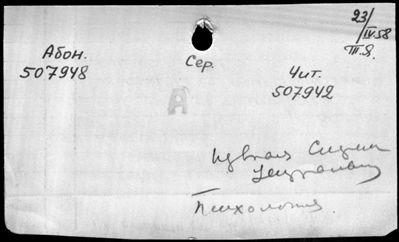 23/IV.58
Т.Я.
Абон.
507948
Сер.
Чит.
507942
А
Психология